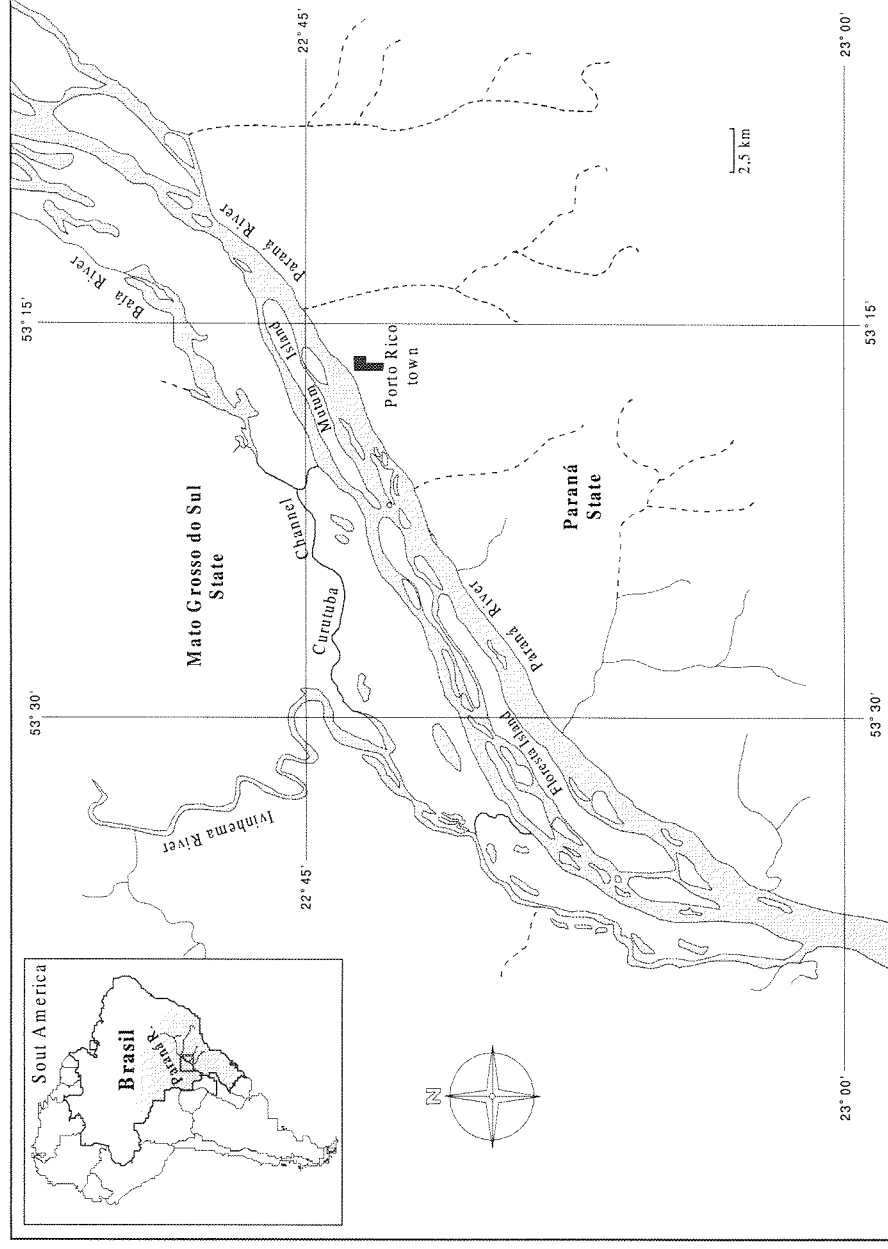 Sout America
Brasil
Paraná R.
N
53° 30'
53° 15'
22° 45'
22° 45'
23° 00'
23° 00'
53° 30'
53° 15'
Ivinhema River
Mato Grosso do Sul
State
Baía River
Curutuba
Channel
Mutum
Island
Paraná River
Porto Rico
town
Floresta Island
Paraná
River
Paraná
State
2.5 km